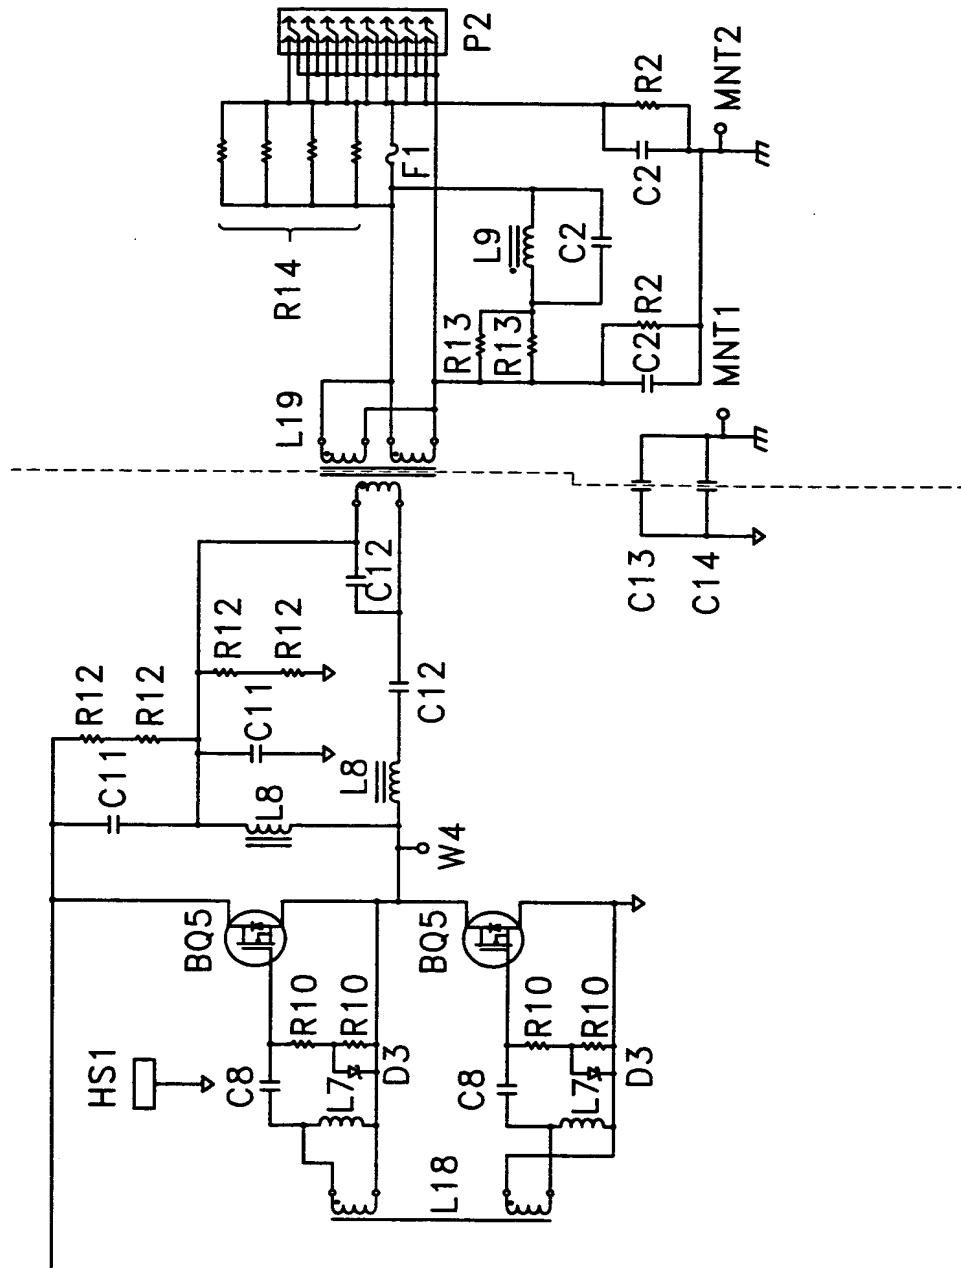 P2
R2
MNT2
F1
C2
L9
C2
R14
R2
R13
R13
C2
MNT1
L19
C12
C13
C14
R12
R12
R12
R12
C11
C12
C11
L8
L8
W4
BQ5
BQ5
R10
R10
R10
R10
HS1
C8
L7
D3
C8
L7
D3
L18